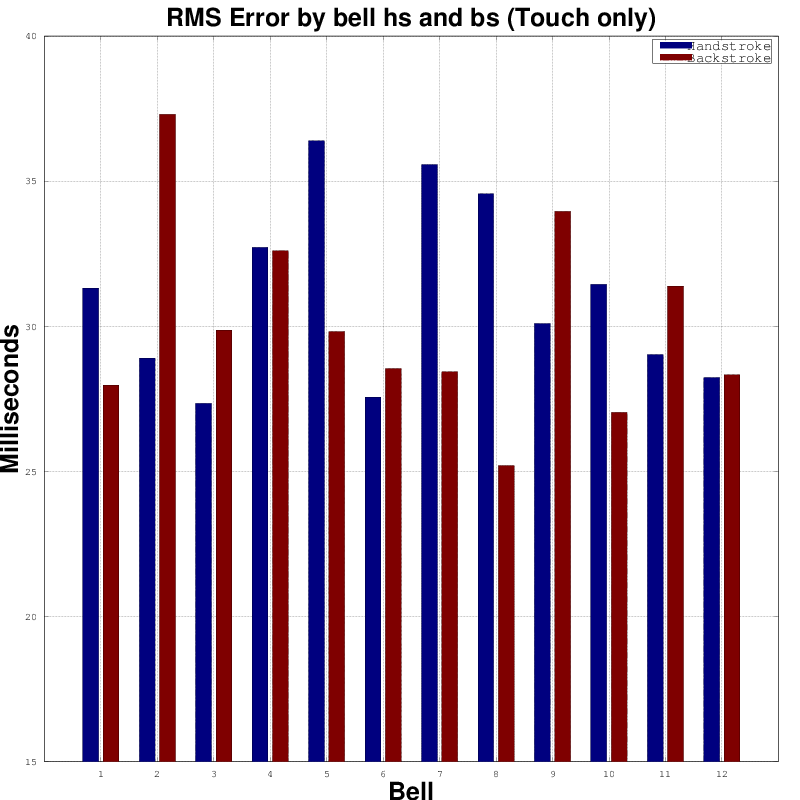 RMS Error by bell hs and bs (Touch only)
Handstroke
Backstroke
40
35
30
25
20
15
Milliseconds
1 2 3 4 5 6 7 8 9 10 11 12
Bell